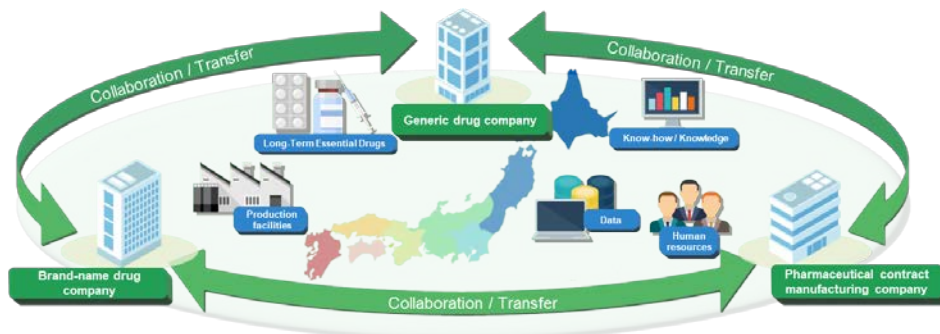 Collaboration / Transfer
Collaboration / Transfer
Generic drug company
Long-Term Essential Drugs
Know-how / Knowledge
Production
facilities
Data
Human
resources
Brand-name drug
company
Pharmaceutical contract
manufacturing company
Collaboration / Transfer